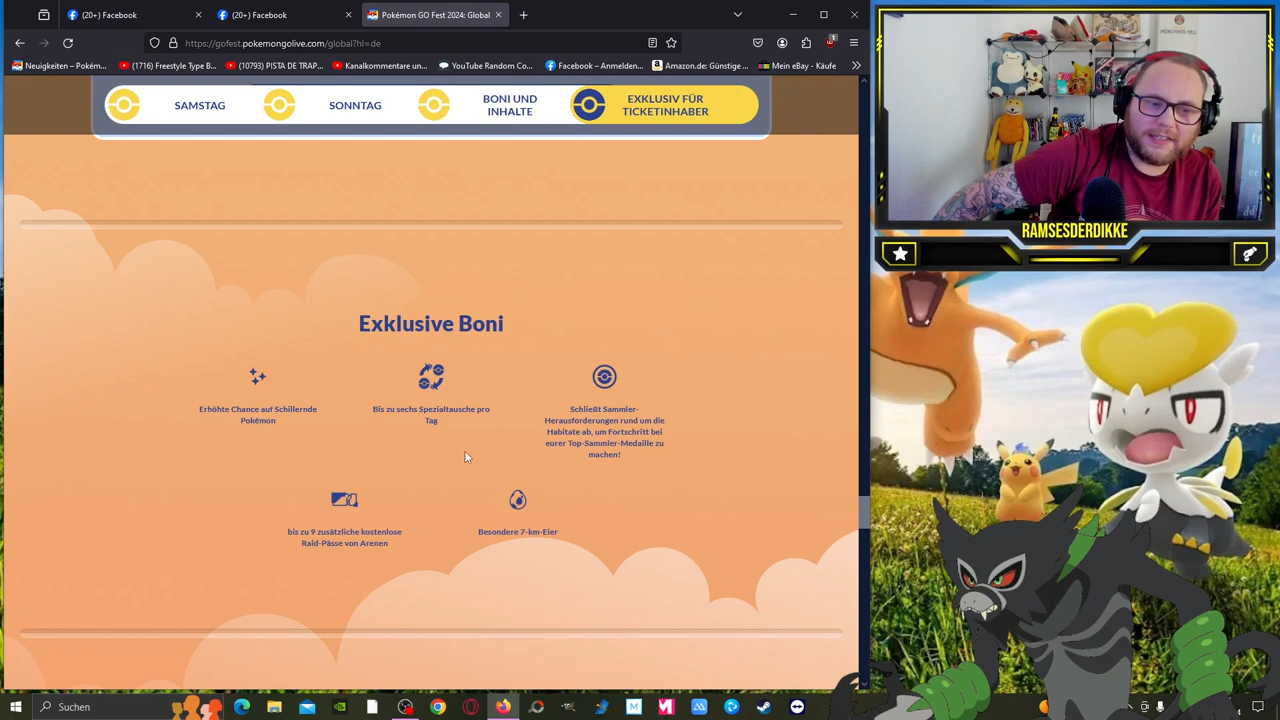 (20+) Facebook
(20+) Facebook
Pokémon GO Fest 2024: Global
https://gofest.pokemongolive.com/global?hl=de
1
Neuigkeiten – Pokém...
(1716) Freestyle Type B...
(10793) PISTA DE TRAP...
Kanalkommentare un...
YouTube Random Co...
Facebook – Anmelden...
Amazon.de: Günstige ...
Mein eBay - Käufe
SAMSTAG
SONNTAG
BONI UND
INHALTE
EXKLUSIV FÜR
TICKETINHABER
Exklusive Boni
Erhöhte Chance auf Schillernde
Pokémon
Bis zu sechs Spezialtausche pro
Tag
Schließt Sammler-
Herausforderungen rund um die
Habitate ab, um Fortschritt bei
eurer Top-Sammler-Medaille zu
machen!
bis zu 9 zusätzliche kostenlose
Raid-Pässe von Arenen
Besondere 7-km-Eier
RAMSESDERDIKKE
Suchen